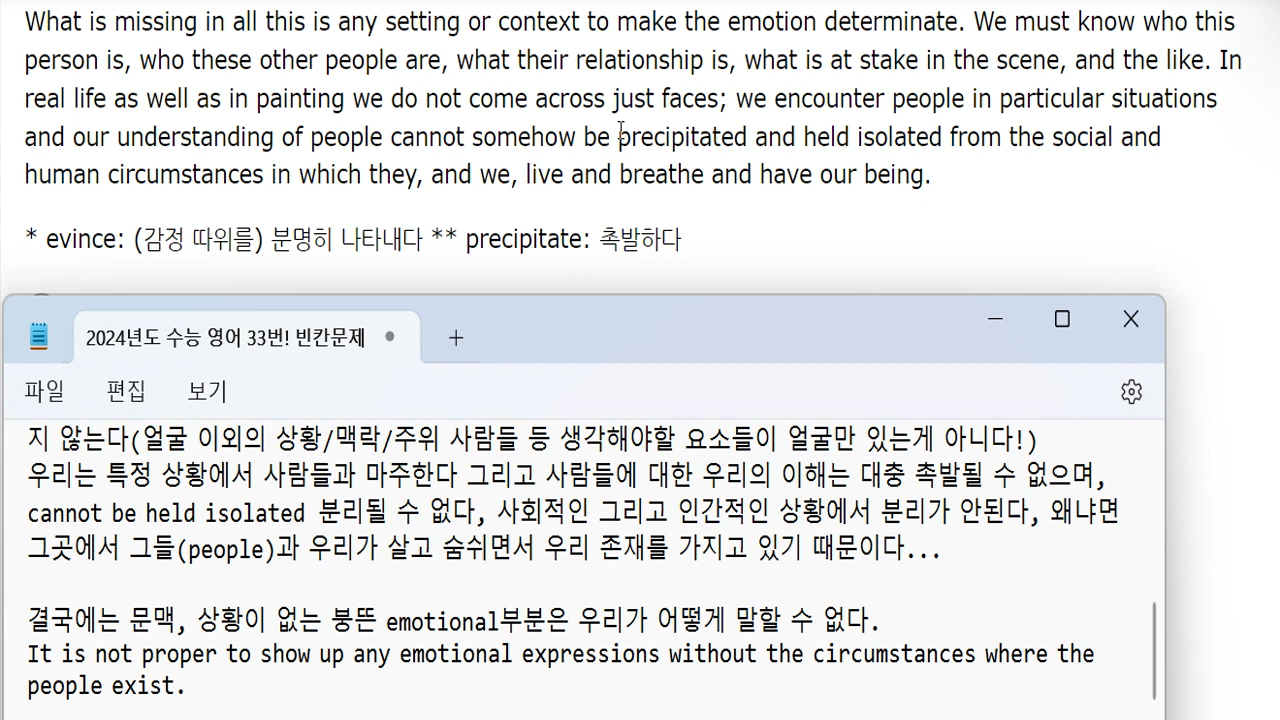 What is missing in all this is any setting or context to make the emotion determinate. We must know who this
person is, who these other people are, what their relationship is, what is at stake in the scene, and the like. In
real life as well as in painting we do not come across just faces; we encounter people in particular situations
and our understanding of people cannot somehow be precipitated and held isolated from the social and
human circumstances in which they, and we, live and breathe and have our being.
* evince: (감정 따위를) 분명히 나타내다 ** precipitate: 촉발하다
2024년도 수능 영어 33번! 빈칸문제
파일 편집 보기
지 않는다(얼굴 이외의 상황/맥락/주위 사람들 등 생각해야할 요소들이 얼굴만 있는게 아니다!)
우리는 특정 상황에서 사람들과 마주한다 그리고 사람들에 대한 우리의 이해는 대충 촉발될 수 없으며,
cannot be held isolated 분리될 수 없다, 사회적인 그리고 인간적인 상황에서 분리가 안된다, 왜냐면
그곳에서 그들(people)과 우리가 살고 숨쉬면서 우리 존재를 가지고 있기 때문이다...
결국에는 문맥, 상황이 없는 붕뜬 emotional부분은 우리가 어떻게 말할 수 없다.
It is not proper to show up any emotional expressions without the circumstances where the
people exist.